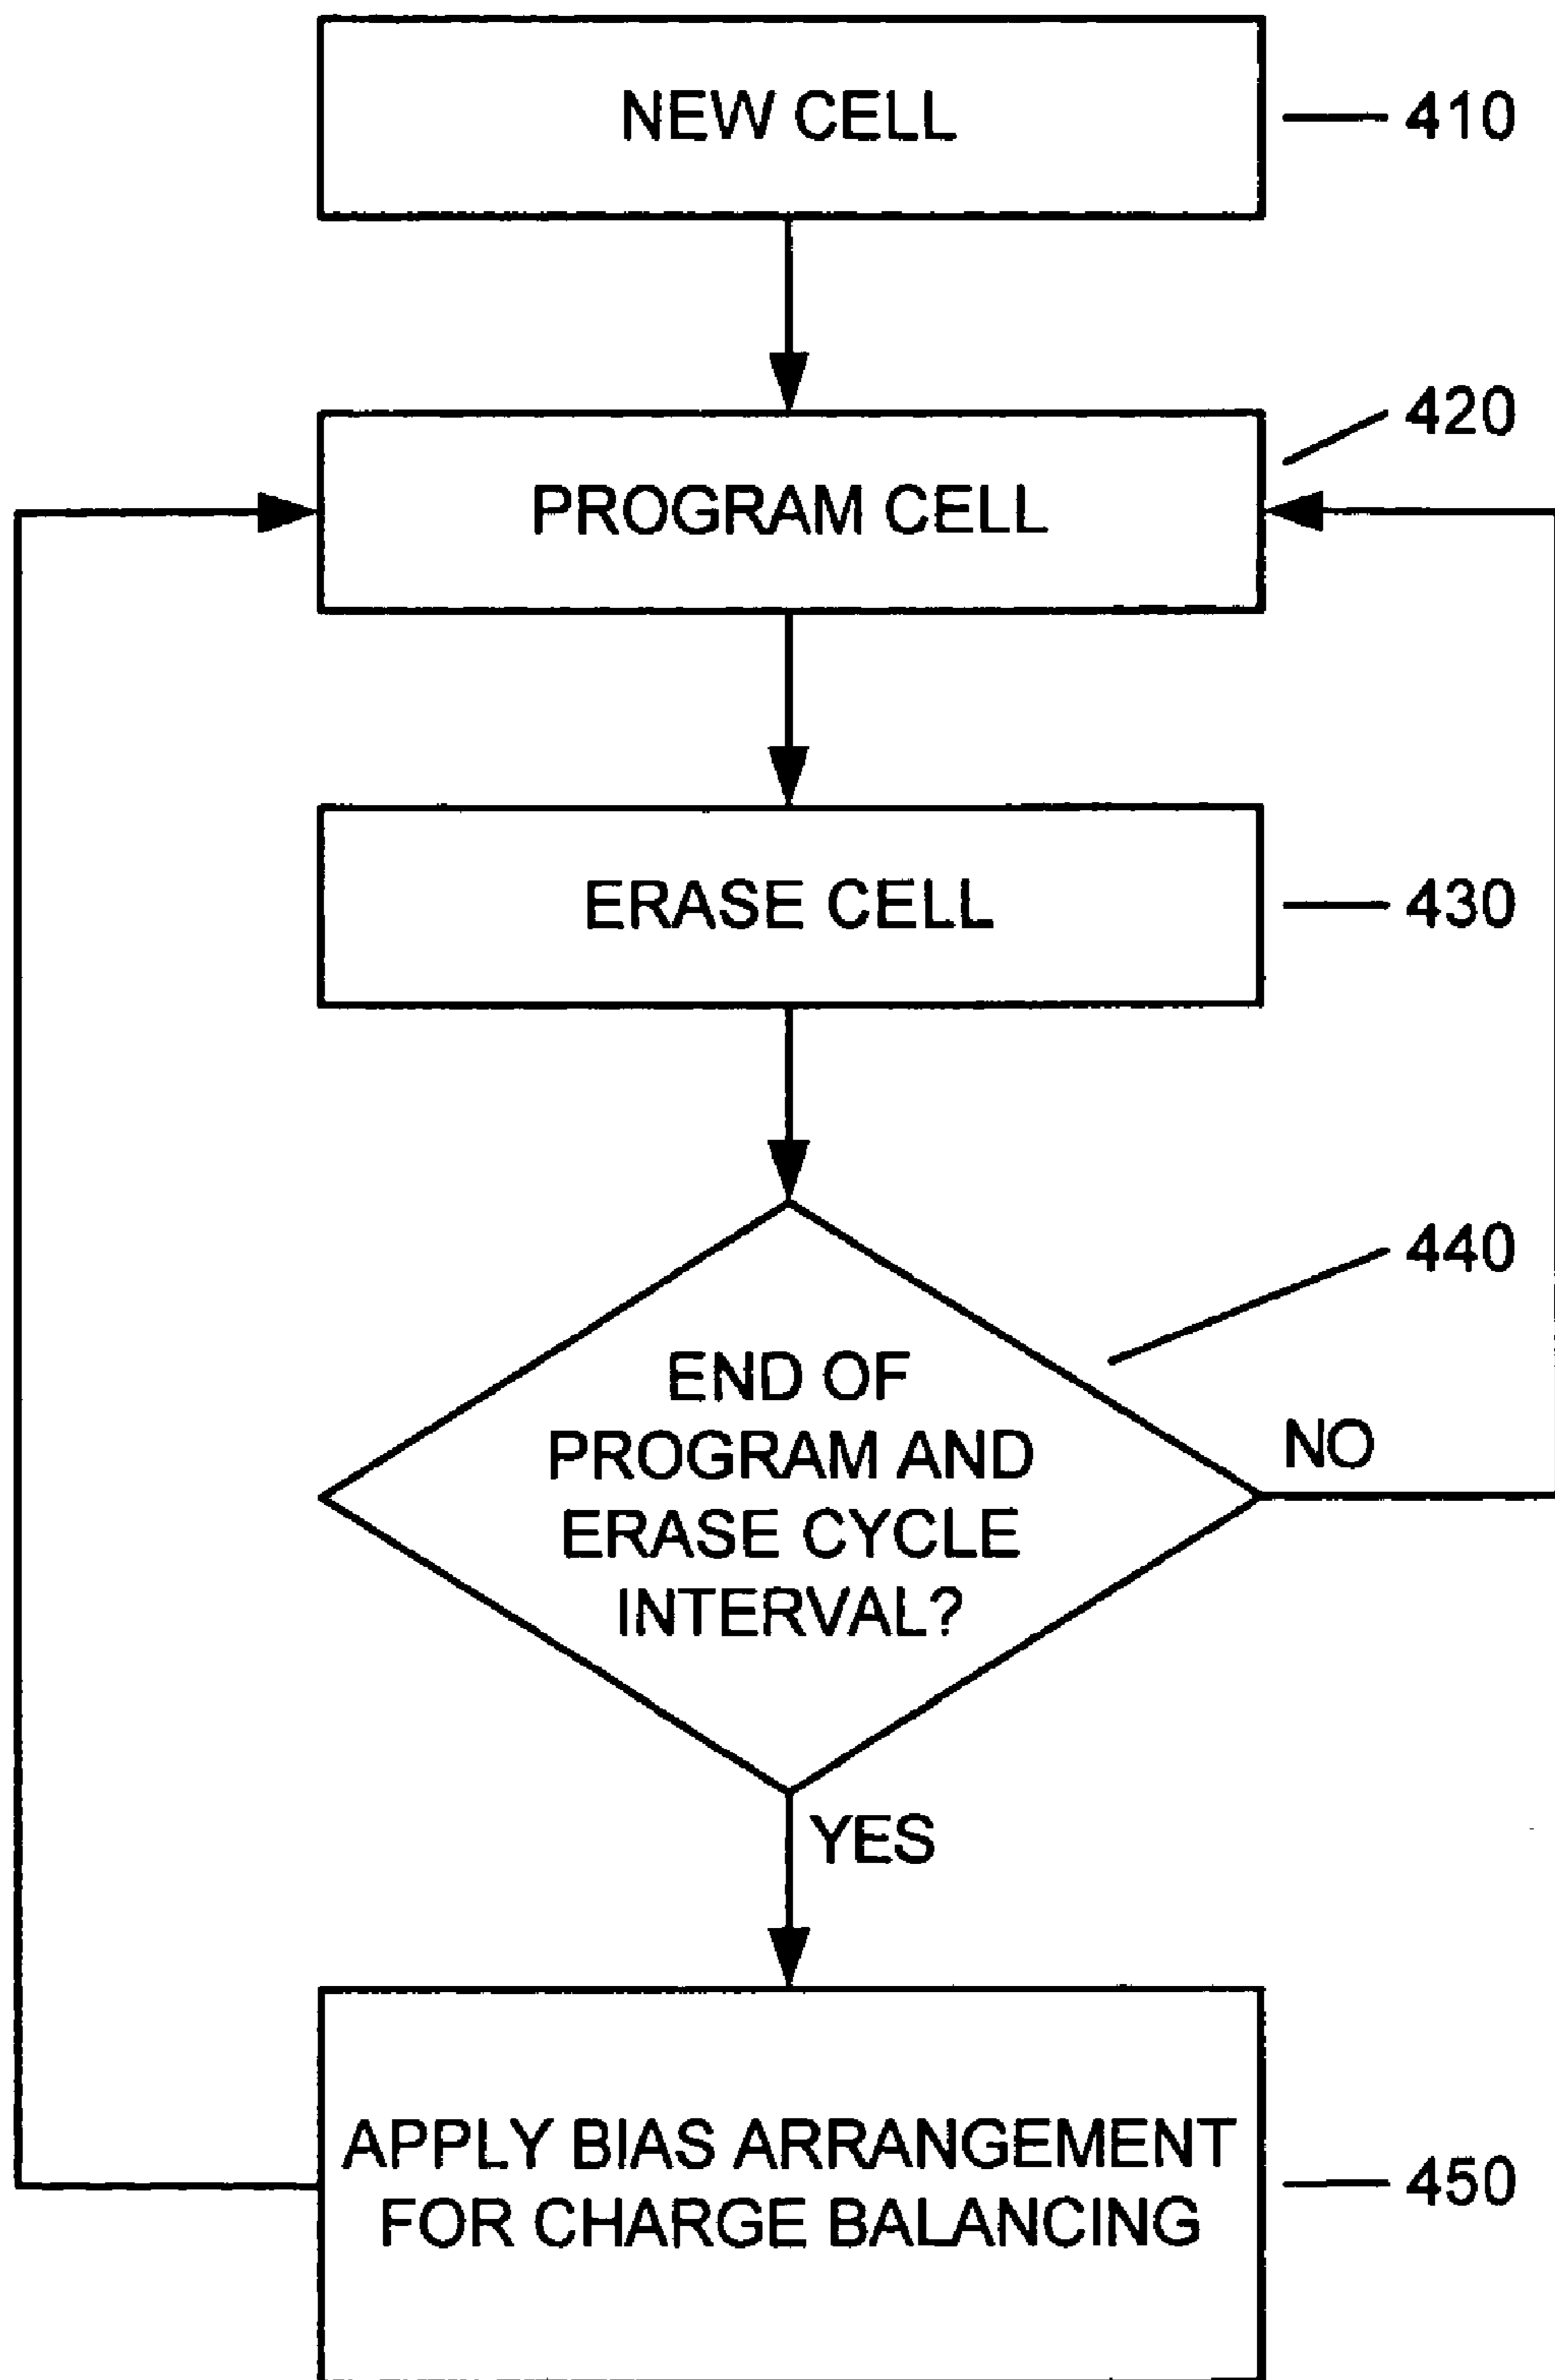 NEW CELL
410
420
PROGRAM CELL
ERASE CELL
430
440
END OF
PROGRAM AND
ERASE CYCLE
INTERVAL?
NO
YES
APPLY BIAS ARRANGEMENT
FOR CHARGE BALANCING
450